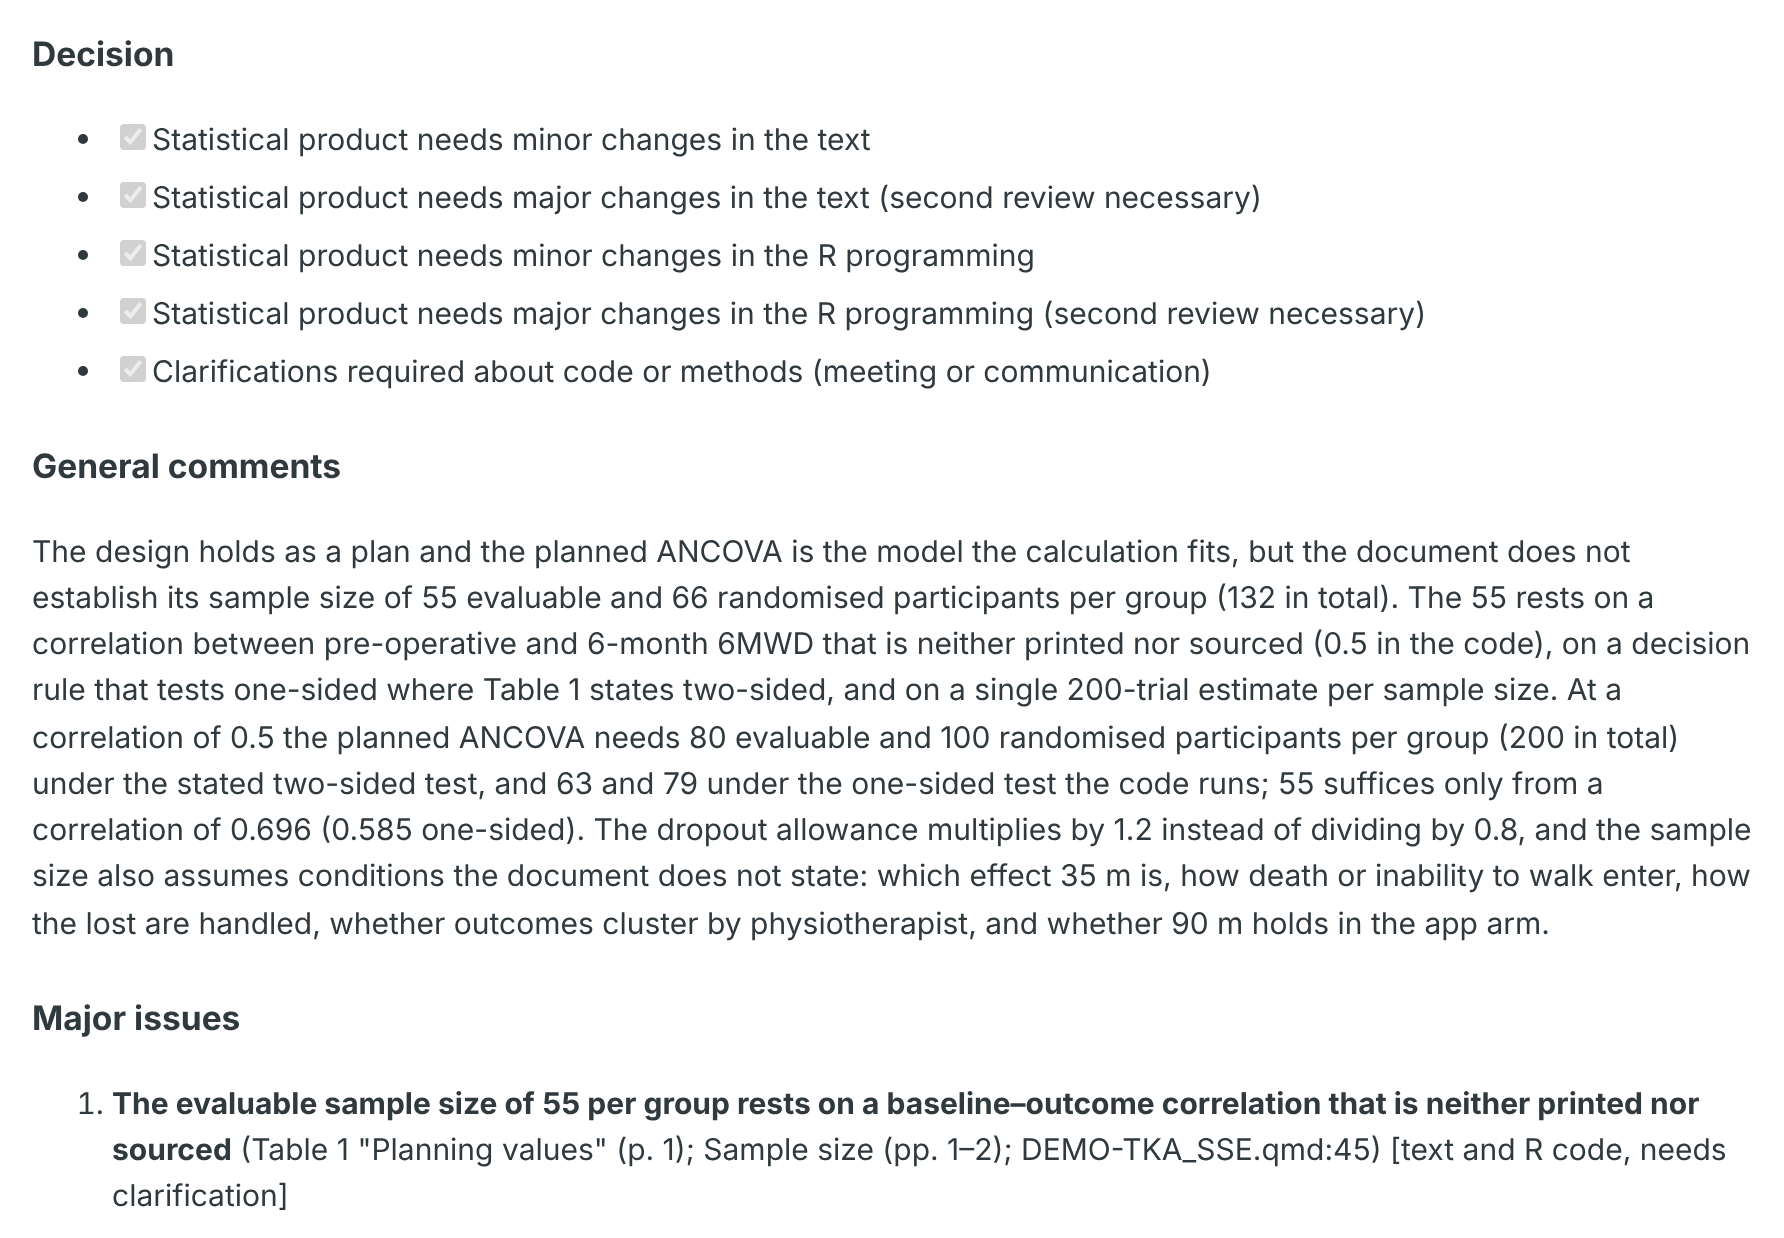 Decision
• ☑ Statistical product needs minor changes in the text
• ☑ Statistical product needs major changes in the text (second review necessary)
• ☑ Statistical product needs minor changes in the R programming
• ☑ Statistical product needs major changes in the R programming (second review necessary)
• ☑ Clarifications required about code or methods (meeting or communication)
General comments
The design holds as a plan and the planned ANCOVA is the model the calculation fits, but the document does not
establish its sample size of 55 evaluable and 66 randomised participants per group (132 in total). The 55 rests on a
correlation between pre-operative and 6-month 6MWD that is neither printed nor sourced (0.5 in the code), on a decision
rule that tests one-sided where Table 1 states two-sided, and on a single 200-trial estimate per sample size. At a
correlation of 0.5 the planned ANCOVA needs 80 evaluable and 100 randomised participants per group (200 in total)
under the stated two-sided test, and 63 and 79 under the one-sided test the code runs; 55 suffices only from a
correlation of 0.696 (0.585 one-sided). The dropout allowance multiplies by 1.2 instead of dividing by 0.8, and the sample
size also assumes conditions the document does not state: which effect 35 m is, how death or inability to walk enter, how
the lost are handled, whether outcomes cluster by physiotherapist, and whether 90 m holds in the app arm.
Major issues
1. The evaluable sample size of 55 per group rests on a baseline–outcome correlation that is neither printed nor
sourced (Table 1 "Planning values" (p. 1); Sample size (pp. 1–2); DEMO-TKA_SSE.qmd:45) [text and R code, needs
clarification]